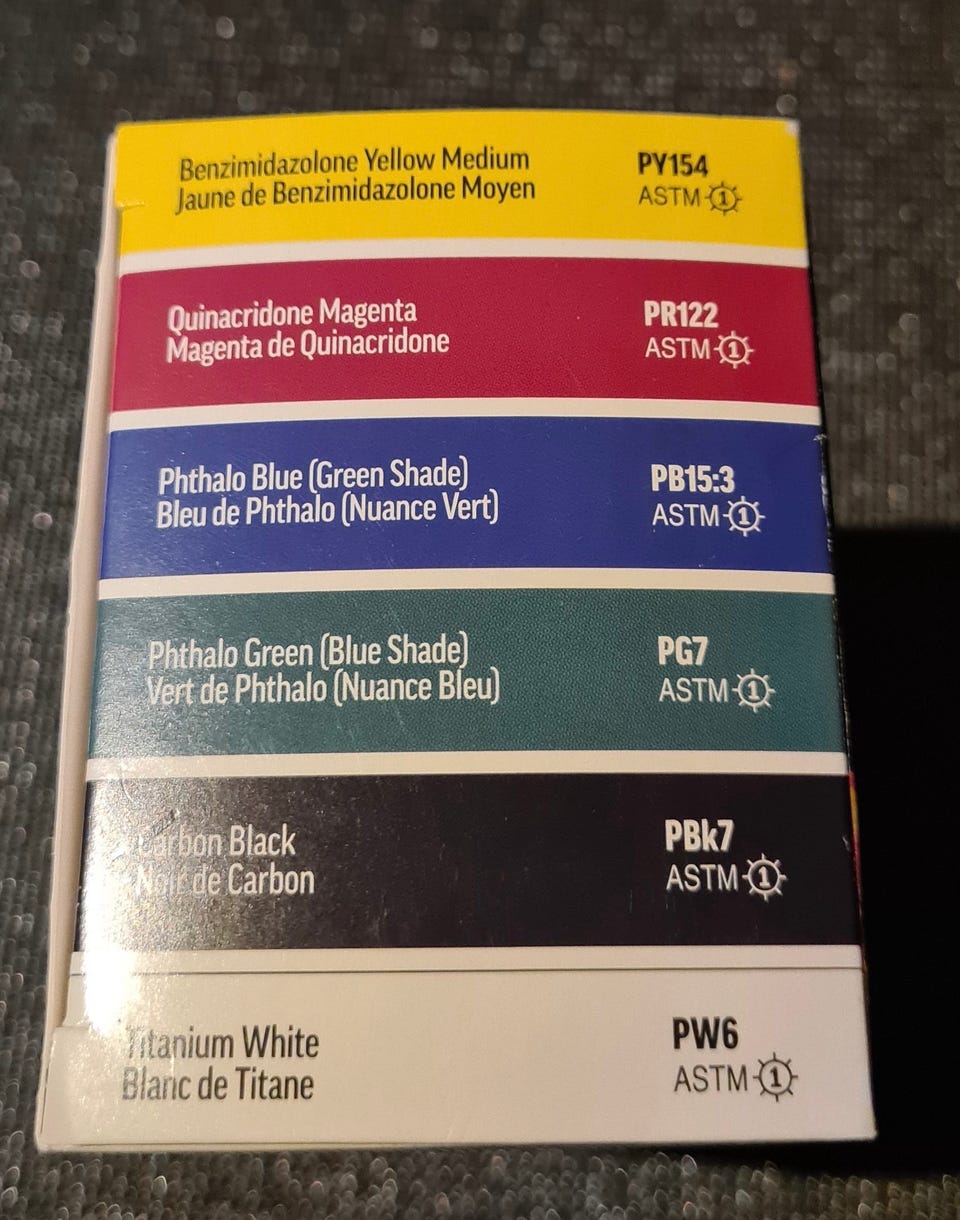 Benzimidazolone Yellow Medium
Jaune de Benzimidazolone Moyen
PY154
ASTM 1
Quinacridone Magenta
Magenta de Quinacridone
PR122
ASTM 1
Phthalo Blue (Green Shade)
Bleu de Phthalo (Nuance Vert)
PB15:3
ASTM 1
Phthalo Green (Blue Shade)
Vert de Phthalo (Nuance Bleu)
PG7
ASTM 1
Carbon Black
Noir de Carbon
PBk7
ASTM 1
Titanium White
Blanc de Titane
PW6
ASTM 1